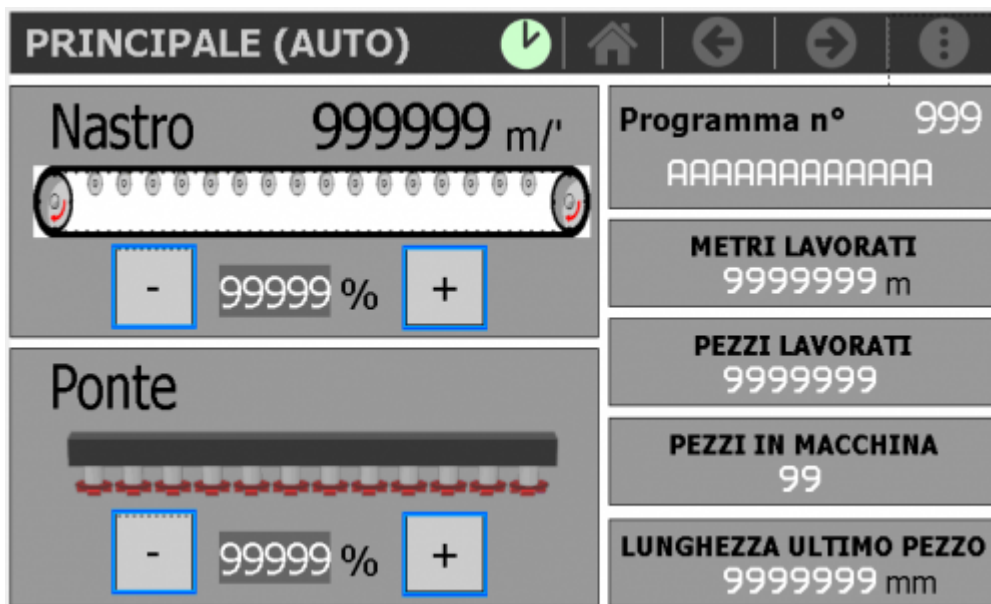 PRINCIPALE (AUTO)
Nastro 999999 m/'
- 99999 % +
Ponte
- 99999 % +
Programma n° 999
AAAAAAAAAAAAA
METRI LAVORATI
9999999 m
PEZZI LAVORATI
9999999
PEZZI IN MACCHINA
99
LUNGHEZZA ULTIMO PEZZO
9999999 mm